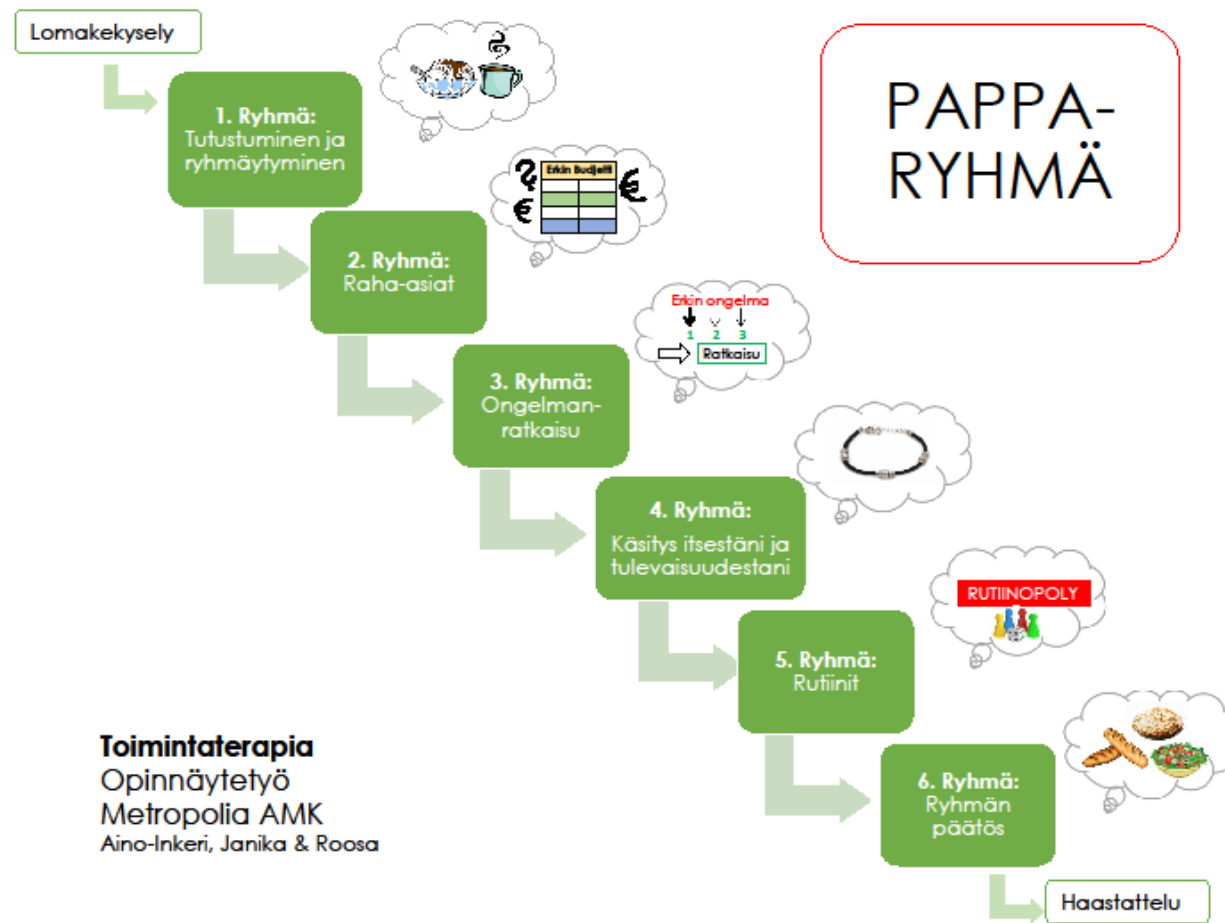 Lomakekysely
PAPPA-
RYHMÄ
1. Ryhmä:
Tutustuminen ja
ryhmäytyminen
Erkin Budjetti
? €
€
2. Ryhmä:
Raha-asiat
Erkin ongelma
1 2 3
Ratkaisu
3. Ryhmä:
Ongelman-
ratkaisu
4. Ryhmä:
Käsitys itsestäni ja
tulevaisuudestani
RUTIINOPOLY
5. Ryhmä:
Rutiinit
6. Ryhmä:
Ryhmän
päätös
Toimintaterapia
Opinnäytetyö
Metropolia AMK
Aino-Inkeri, Janika & Roosa
Haastattelu